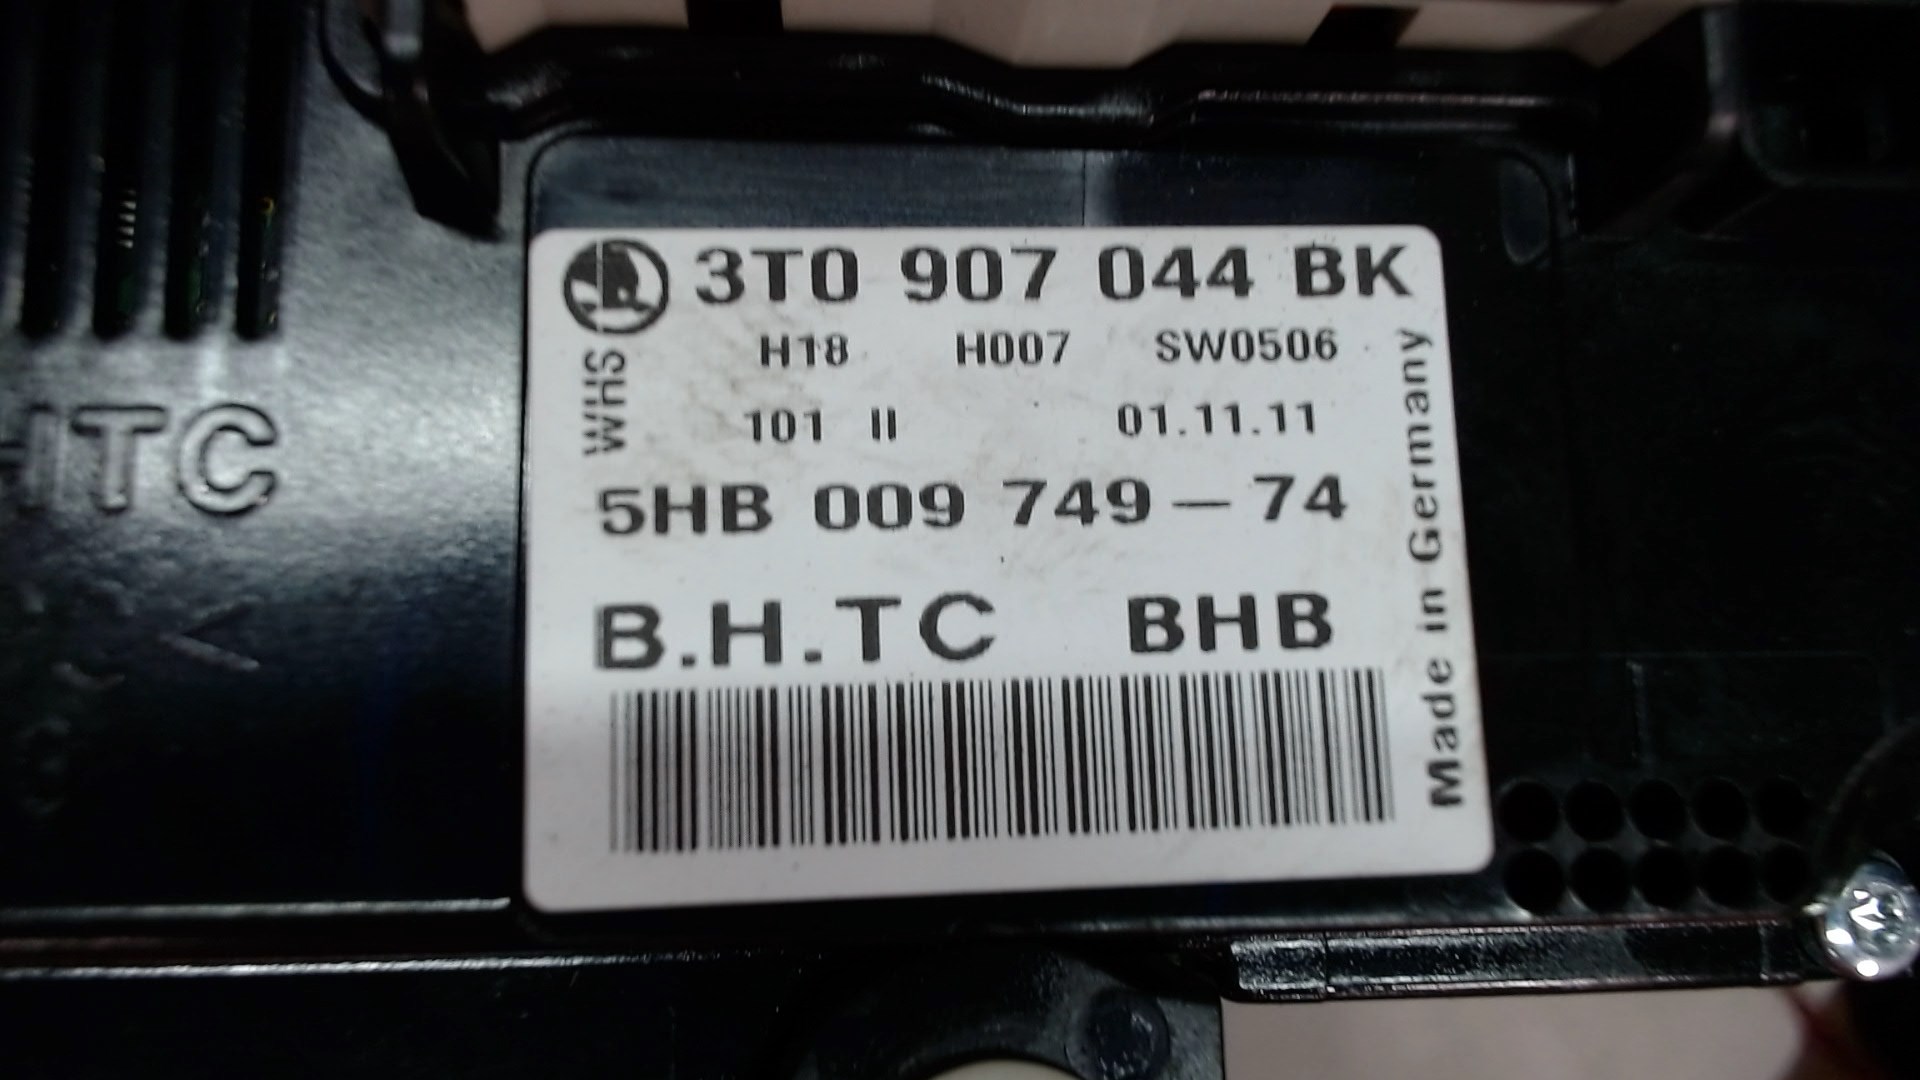 3T0 907 044 BK
H18 H007 SW0506
WHS
101 II 01.11.11
5HB 009 749 – 74
B.H.TC BHB
Made in Germany
HTC